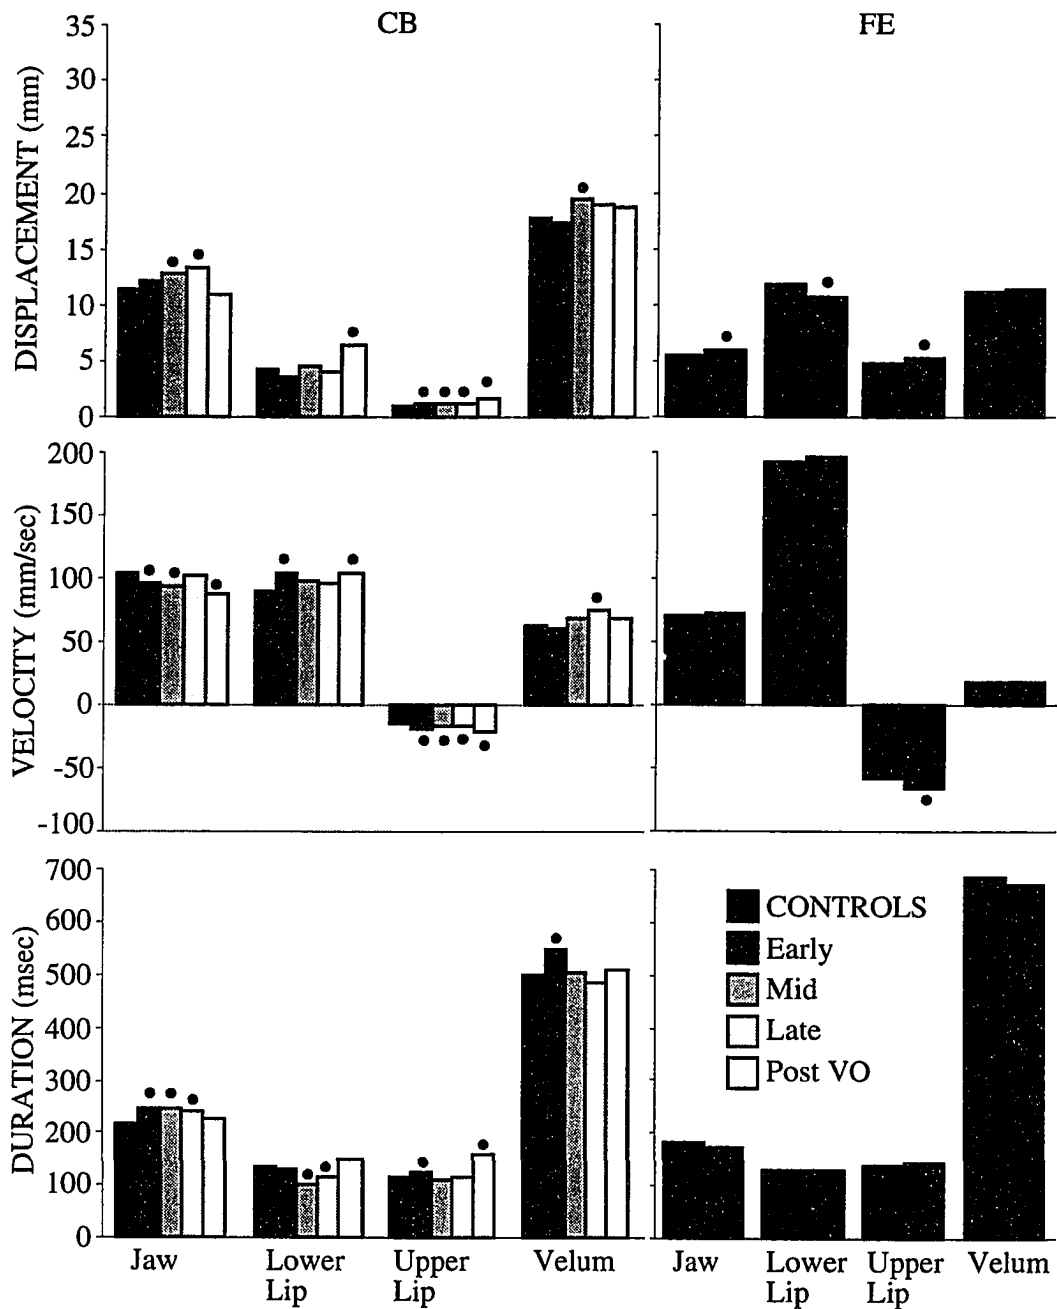 CB
FE
DISPLACEMENT (mm)
35
30
25
20
15
10
5
0
VELOCITY (mm/sec)
200
150
100
50
0
-50
-100
DURATION (msec)
700
600
500
400
300
200
100
0
CONTROLS
Early
Mid
Late
Post VO
Jaw
Lower
Lip
Upper
Lip
Velum
Jaw
Lower
Lip
Upper
Lip
Velum